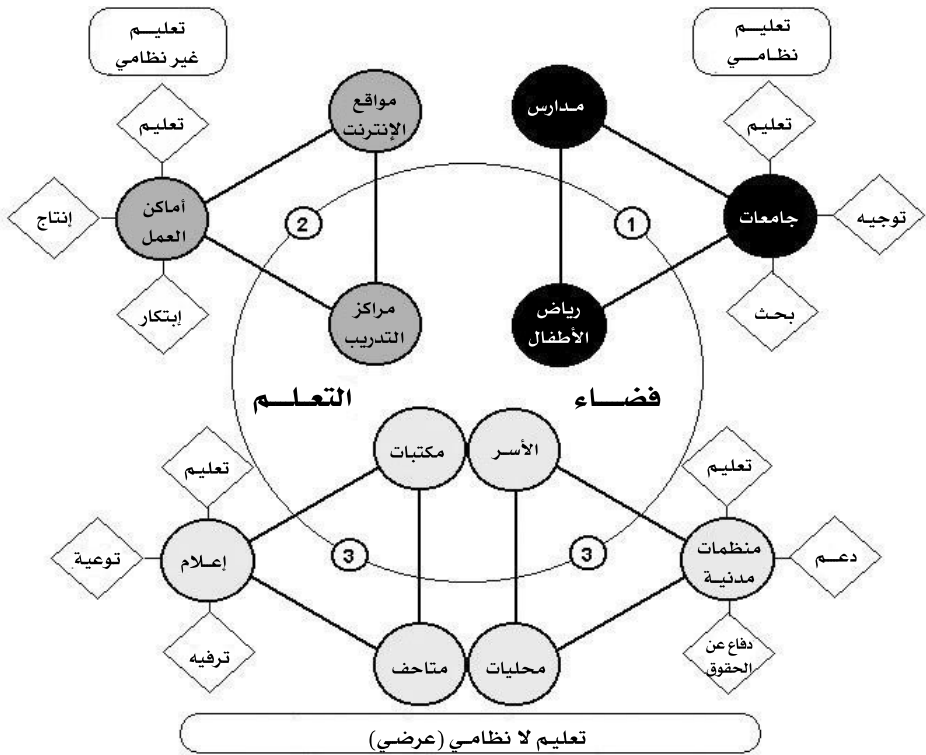 تعليم
نظامي
تعليم
توجيه
بحث
جامعات
مدارس
رياض
الأطفال
1
تعليم
غير نظامي
تعليم
إنتاج
إبتكار
أماكن
العمل
مواقع
الإنترنت
مراكز
التدريب
2
فضاء التعلم
الأسر
منظمات
مدنية
محليات
تعليم
دعم
دفاع عن
الحقوق
3
مكتبات
إعلام
متاحف
تعليم
توعية
ترفيه
3
تعليم لا نظامي (عرضي)